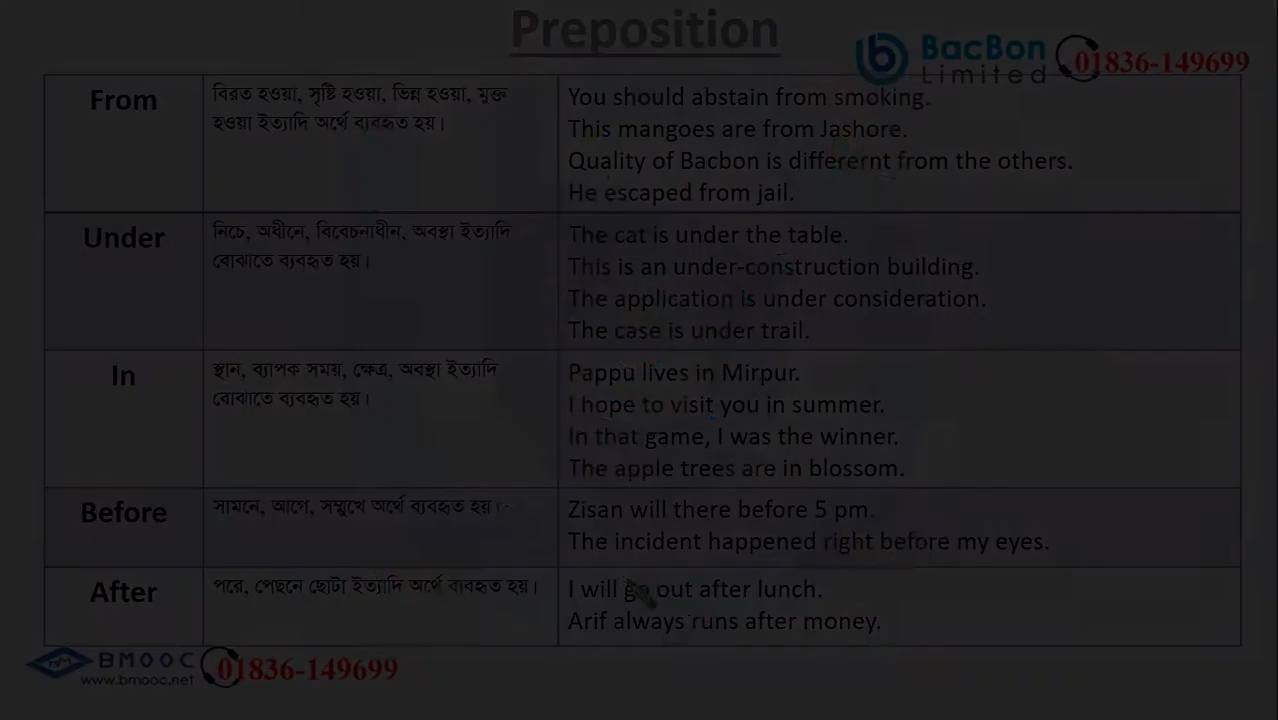 Preposition
BacBon
Limited
01836-149699
From
বিরত হওয়া, সৃষ্টি হওয়া, ভিন্ন হওয়া, মুক্ত
হওয়া ইত্যাদি অর্থে ব্যবহৃত হয়।
You should abstain from smoking.
This mangoes are from Jashore.
Quality of Bacbon is differernt from the others.
He escaped from jail.
Under
নিচে, অধীনে, বিবেচনাধীন, অবস্থা ইত্যাদি
বোঝাতে ব্যবহৃত হয়।
The cat is under the table.
This is an under-construction building.
The application is under consideration.
The case is under trail.
In
স্থান, ব্যাপক সময়, ক্ষেত্র, অবস্থা ইত্যাদি
বোঝাতে ব্যবহৃত হয়।
Pappu lives in Mirpur.
I hope to visit you in summer.
In that game, I was the winner.
The apple trees are in blossom.
Before
সামনে, আগে, সম্মুখে অর্থে ব্যবহৃত হয়।
Zisan will there before 5 pm.
The incident happened right before my eyes.
After
পরে, পেছনে ছোটা ইত্যাদি অর্থে ব্যবহৃত হয়।
I will go out after lunch.
Arif always runs after money.
BMOOC
www.bmooc.net
01836-149699